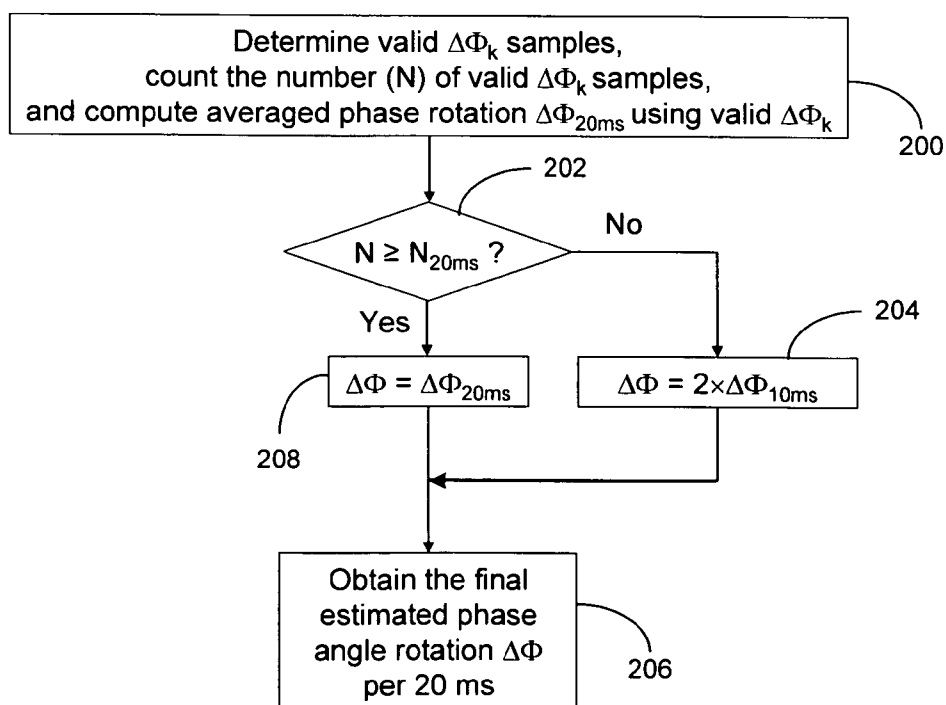 Determine valid ΔΦk samples,
count the number (N) of valid ΔΦk samples,
and compute averaged phase rotation ΔΦ20ms using valid ΔΦk
200
202
N ≥ N20ms ?
No
Yes
204
ΔΦ = ΔΦ20ms
ΔΦ = 2×ΔΦ10ms
208
Obtain the final
estimated phase
angle rotation ΔΦ
per 20 ms
206